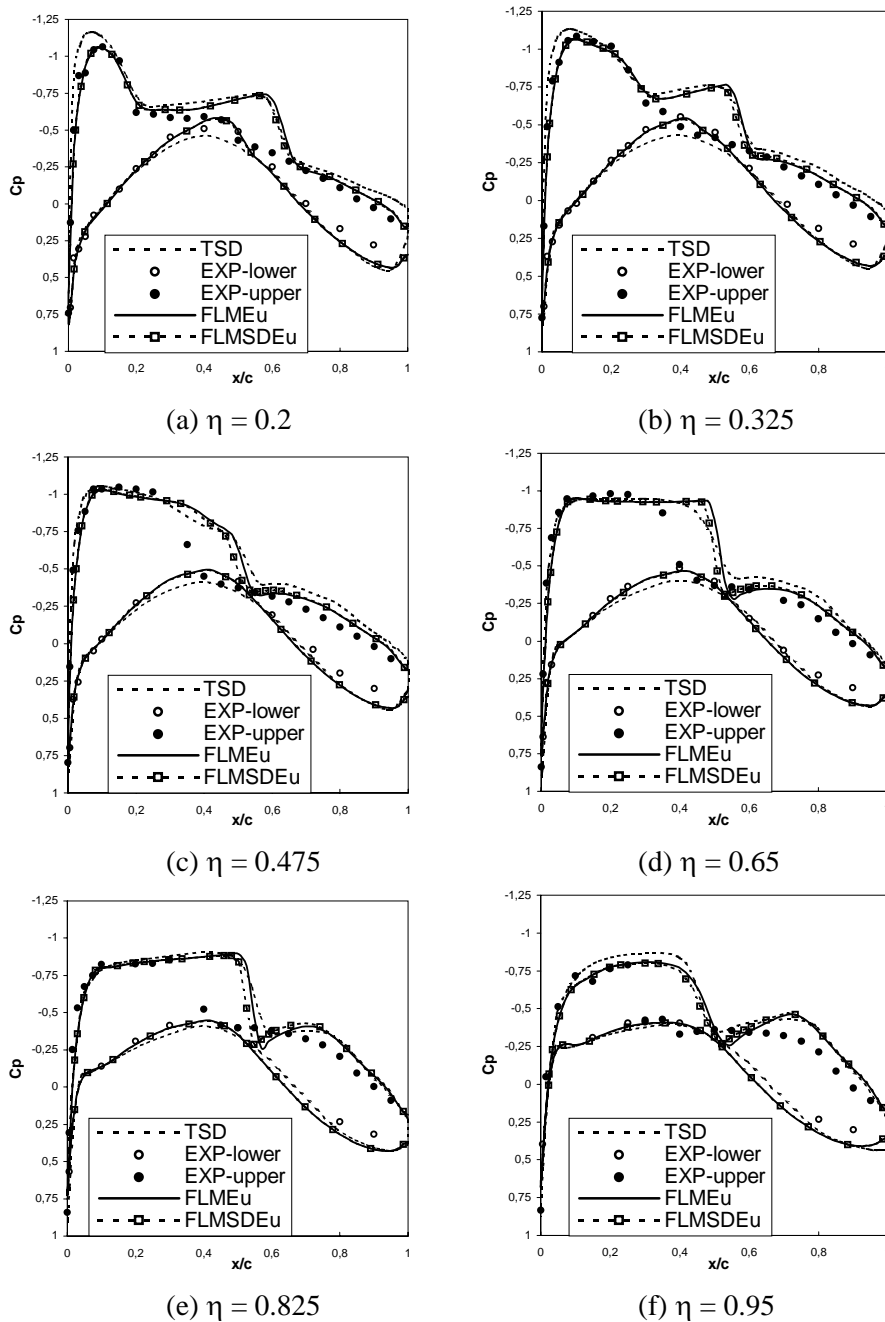 -1,25
-1
-0,75
-0,5
-0,25
0
0,25
0,5
0,75
1
Cp
0
0,2
0,4
0,6
0,8
1
x/c
TSD
EXP-lower
EXP-upper
FLMEu
FLMSDEu
(a) η = 0.2
-1,25
-1
-0,75
-0,5
-0,25
0
0,25
0,5
0,75
1
Cp
0
0,2
0,4
0,6
0,8
x/c
TSD
EXP-lower
EXP-upper
FLMEu
FLMSDEu
(b) η = 0.325
-1,25
-1
-0,75
-0,5
-0,25
0
0,25
0,5
0,75
1
Cp
0
0,2
0,4
0,6
0,8
1
x/c
TSD
EXP-lower
EXP-upper
FLMEu
FLMSDEu
(c) η = 0.475
-1,25
-1
-0,75
-0,5
-0,25
0
0,25
0,5
0,75
1
Cp
0
0,2
0,4
0,6
0,8
x/c
TSD
EXP-lower
EXP-upper
FLMEu
FLMSDEu
(d) η = 0.65
-1,25
-1
-0,75
-0,5
-0,25
0
0,25
0,5
0,75
1
Cp
0
0,2
0,4
0,6
0,8
1
x/c
TSD
EXP-lower
EXP-upper
FLMEu
FLMSDEu
(e) η = 0.825
-1,25
-1
-0,75
-0,5
-0,25
0
0,25
0,5
0,75
1
Cp
0
0,2
0,4
0,6
0,8
x/c
TSD
EXP-lower
EXP-upper
FLMEu
FLMSDEu
(f) η = 0.95